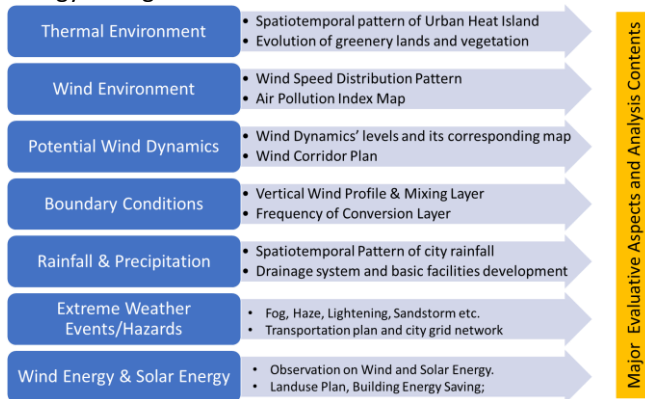 Thermal Environment
• Spatiotemporal pattern of Urban Heat Island
• Evolution of greenery lands and vegetation
Wind Environment
• Wind Speed Distribution Pattern
• Air Pollution Index Map
Potential Wind Dynamics
• Wind Dynamics' levels and its corresponding map
• Wind Corridor Plan
Boundary Conditions
• Vertical Wind Profile & Mixing Layer
• Frequency of Conversion Layer
Rainfall & Precipitation
• Spatiotemporal Pattern of city rainfall
• Drainage system and basic facilities development
Extreme Weather
Events/Hazards
• Fog, Haze, Lightening, Sandstorm etc.
• Transportation plan and city grid network
Wind Energy & Solar Energy
• Observation on Wind and Solar Energy.
• Landuse Plan, Building Energy Saving;
Major Evaluative Aspects and Analysis Contents